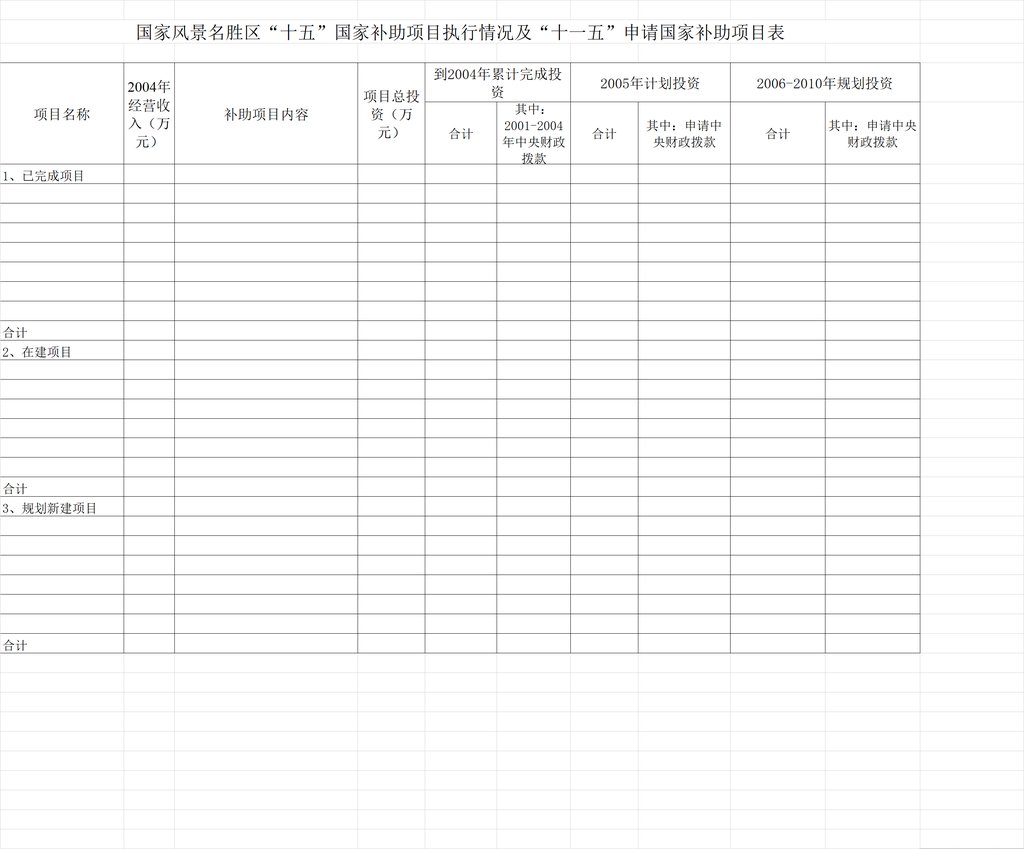 国家风景名胜区“十五”国家补助项目执行情况及“十一五”申请国家补助项目表
项目名称
2004年
经营收
入（万
元）
补助项目内容
项目总投
资（万
元）
到2004年累计完成投
资
2005年计划投资
2006-2010年规划投资
合计
其中：
2001-2004
年中央财政
拨款
合计
其中：申请中
央财政拨款
合计
其中：申请中央
财政拨款
1、已完成项目
合计
2、在建项目
合计
3、规划新建项目
合计